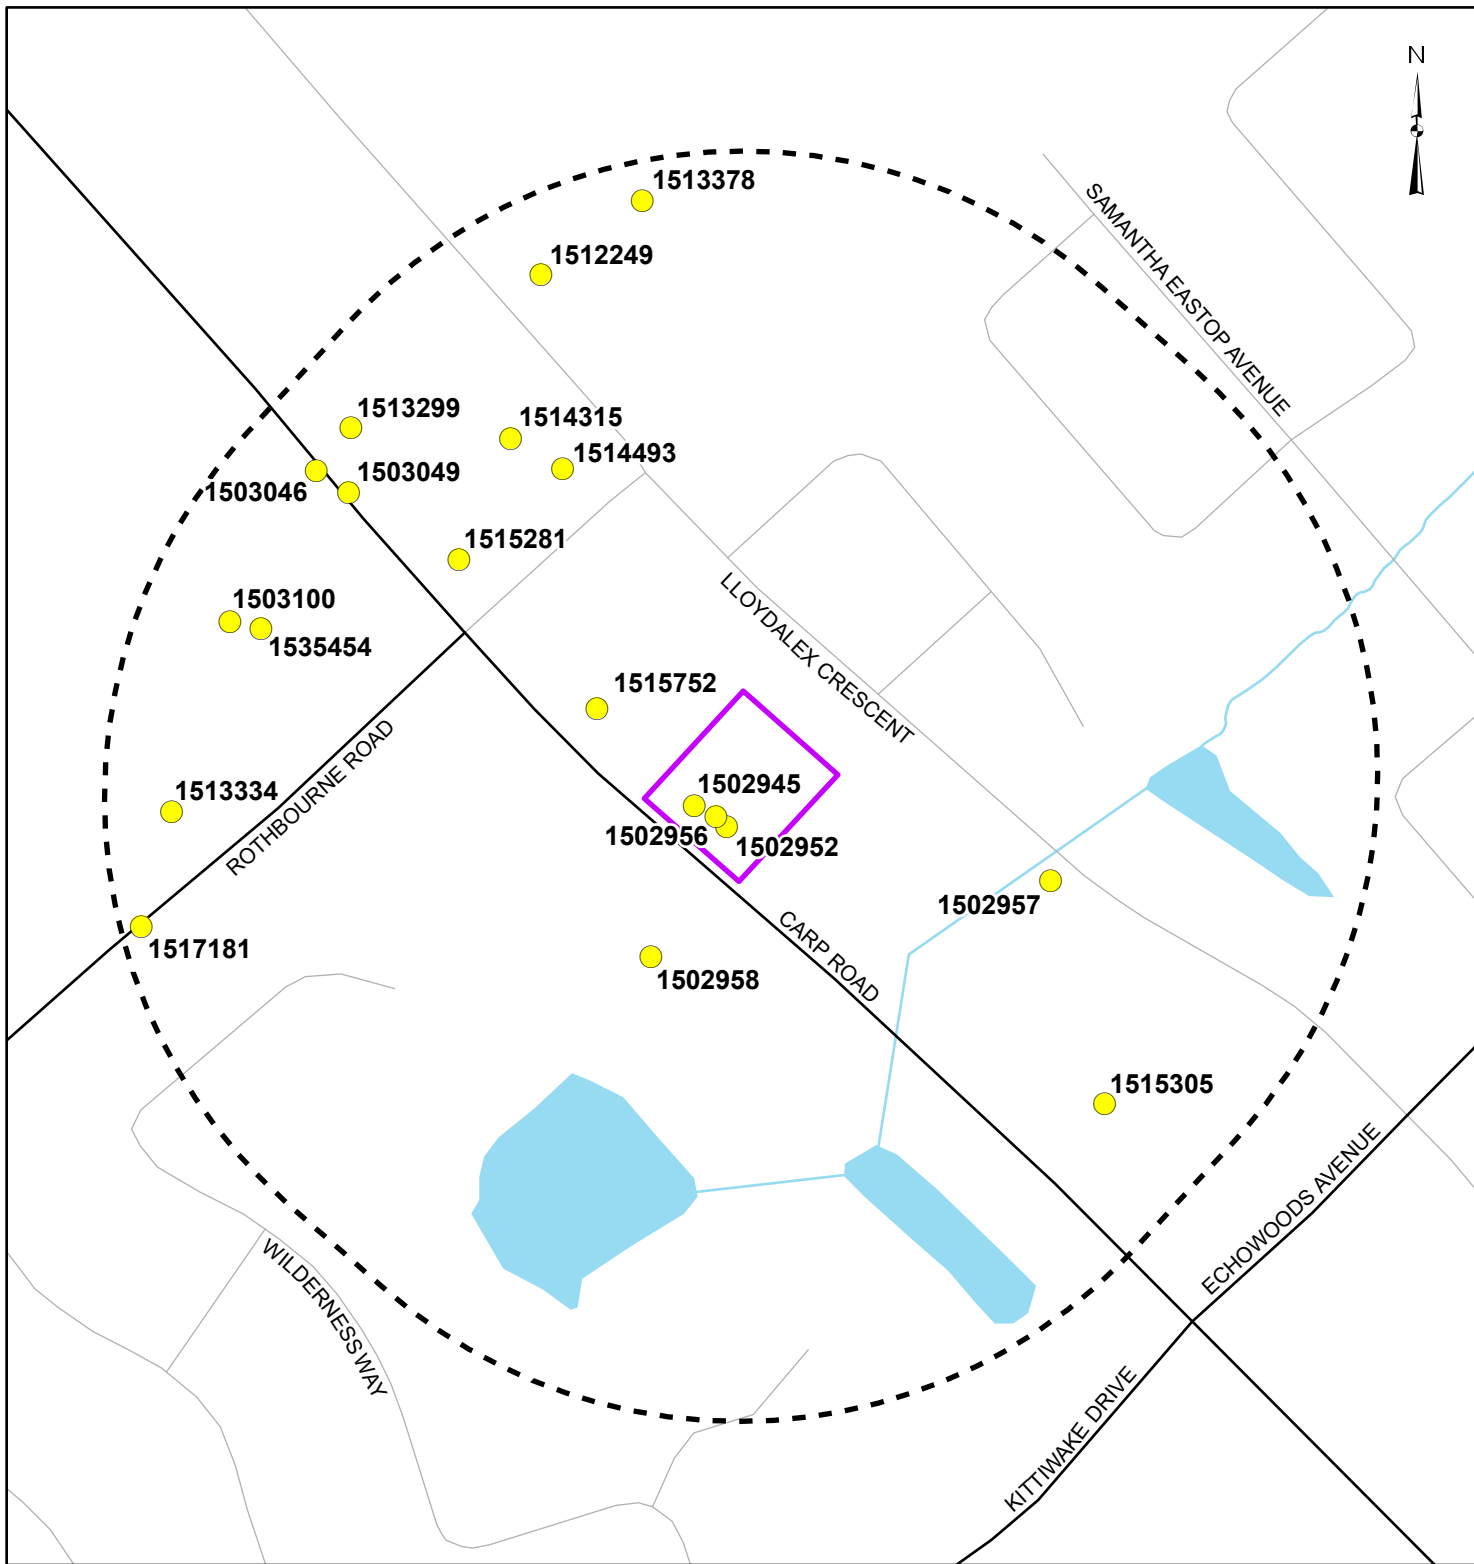 N
1513378
SAMANTHA EASTOP AVENUE
1512249
1513299
1514315
1514493
1503049
1503046
1515281
1503100
LLOYDALEX CRESCENT
1535454
1515752
ROTHBOURNE ROAD
1502945
1513334
1502956
1502952
1502957
CARP ROAD
1517181
1502958
1515305
ECHOWOODS AVENUE
WILDERNESS WAY
KITTIWAKE DRIVE